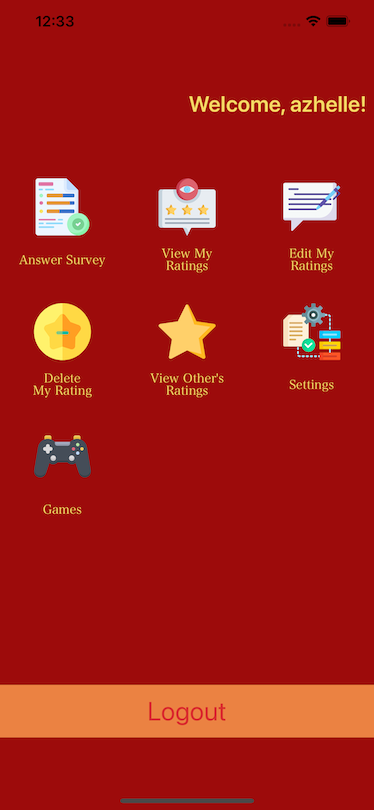 12:33
Welcome, azhelle!
Answer Survey
View My
Ratings
Edit My
Ratings
Delete
My Rating
View Other's
Ratings
Settings
Games
Logout